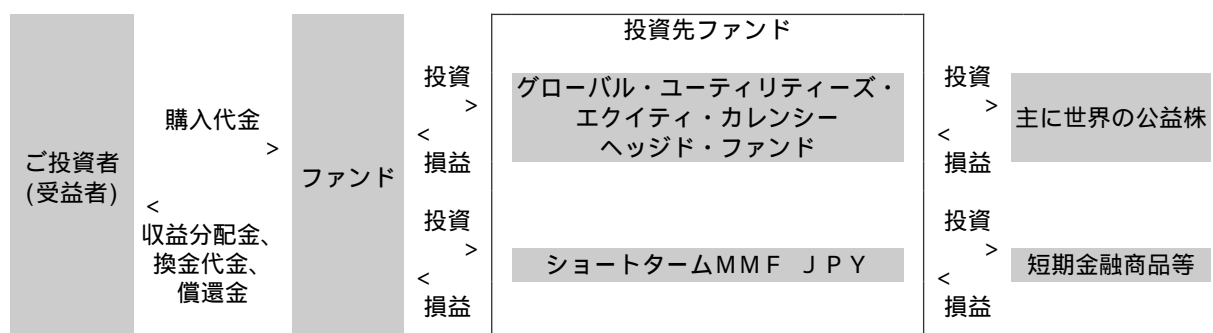 投資先ファンド
ご投資者
(受益者)
購入代金
>
<
収益分配金、
換金代金、
償還金
ファンド
投資
>
<
損益
グローバル・ユーティリティーズ・
エクイティ・カレンシー
ヘッジド・ファンド
投資
>
<
損益
主に世界の公益株
投資
>
<
損益
ショートタームＭＭＦ　ＪＰＹ
投資
>
<
損益
短期金融商品等